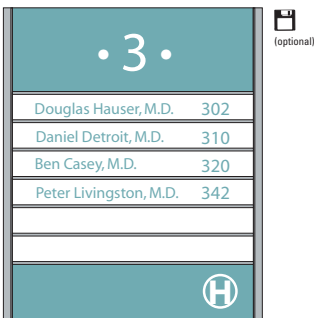 • 3 •
(optional)
Douglas Hauser, M.D. 302
Daniel Detroit, M.D. 310
Ben Casey, M.D. 320
Peter Livingston, M.D. 342
H